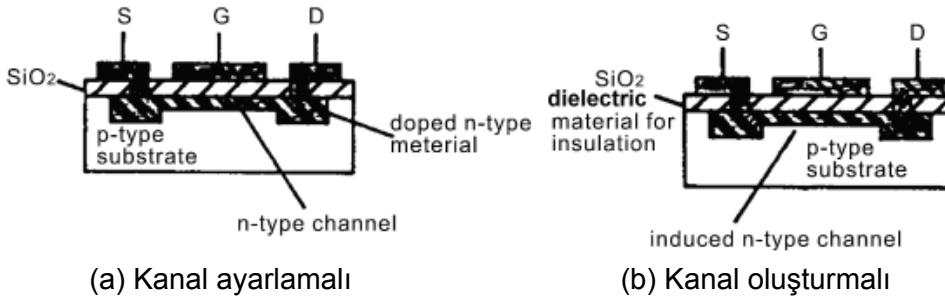 S G D
SiO2
p-type
substrate
doped n-type
meterial
n-type channel
(a) Kanal ayarlamalı
S G D
SiO2
dielectric
material for
insulation
p-type
substrate
induced n-type channel
(b) Kanal oluşturmalı